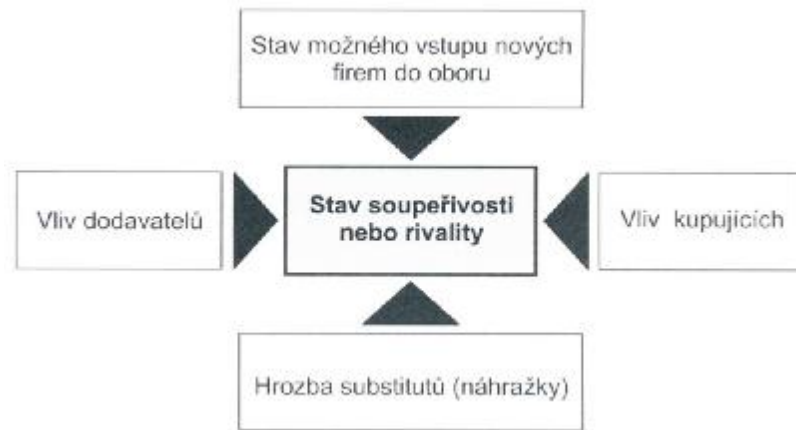 Stav možného vstupu nových
firem do oboru
Vliv dodavatelů
Stav soupeřivosti
nebo rivality
Vliv kupujících
Hrozba substitutů (náhražky)